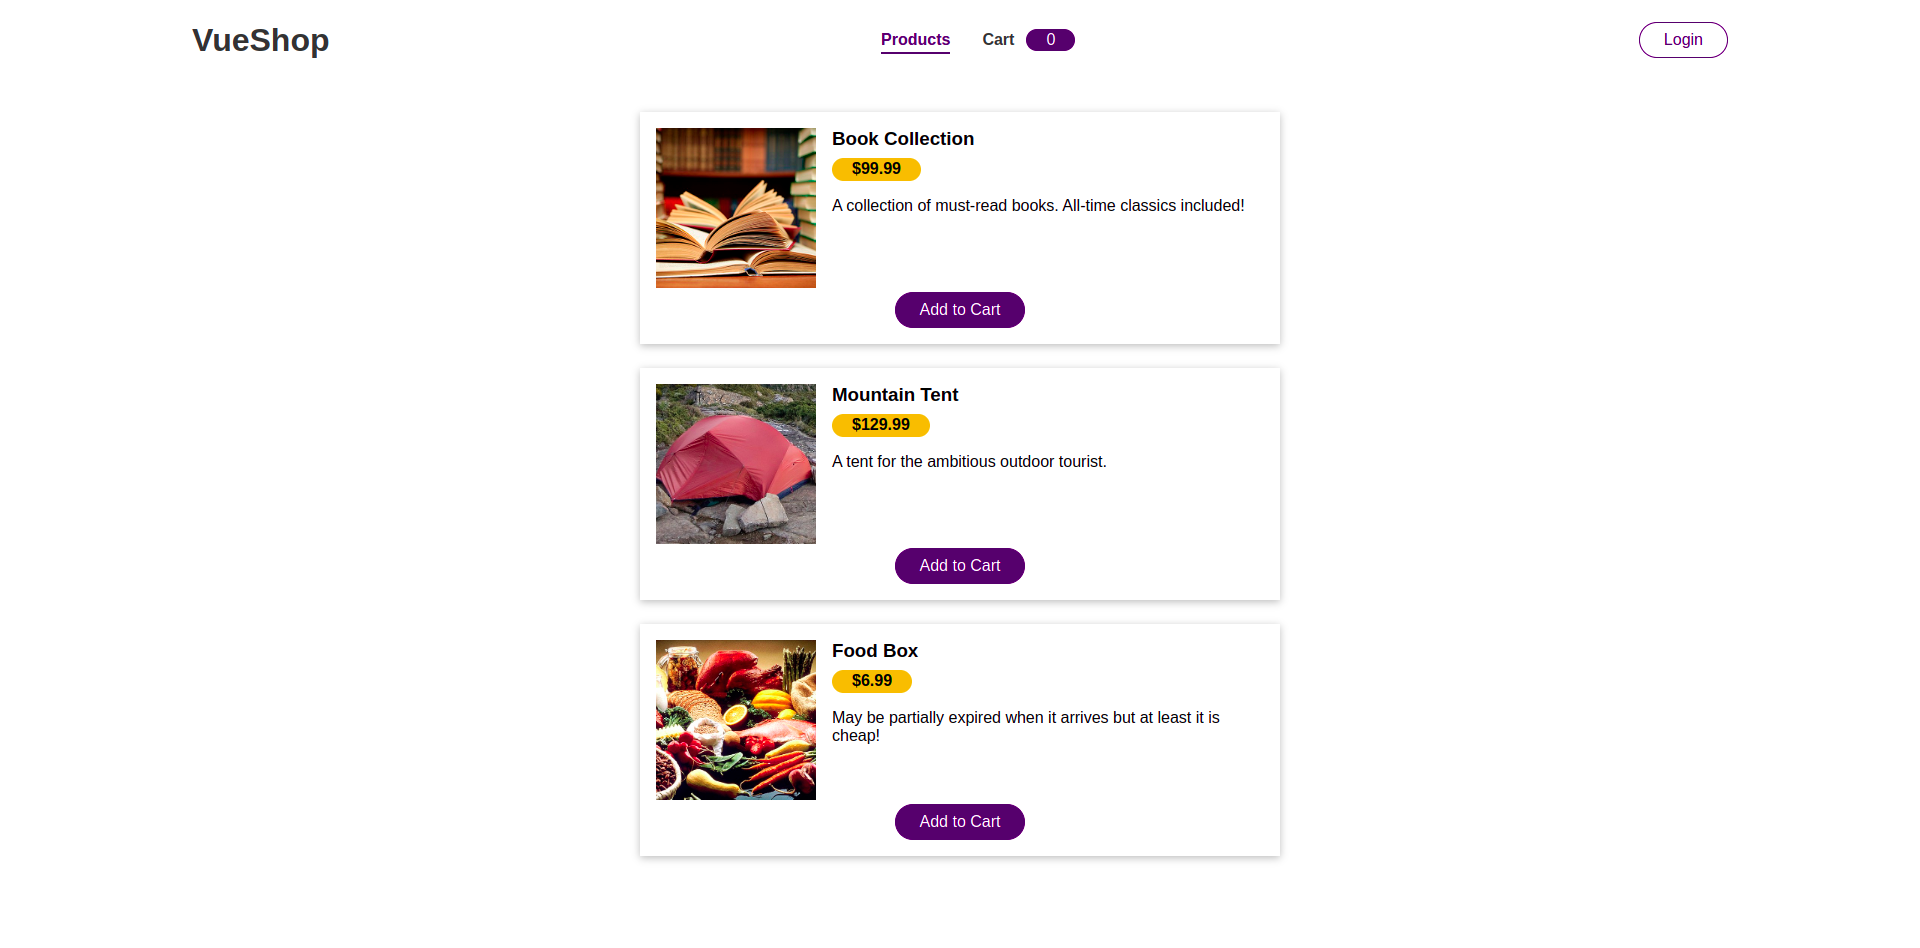 VueShop
Products
Cart 0
Login
Book Collection
$99.99
A collection of must-read books. All-time classics included!
Add to Cart
Mountain Tent
$129.99
A tent for the ambitious outdoor tourist.
Add to Cart
Food Box
$6.99
May be partially expired when it arrives but at least it is
cheap!
Add to Cart